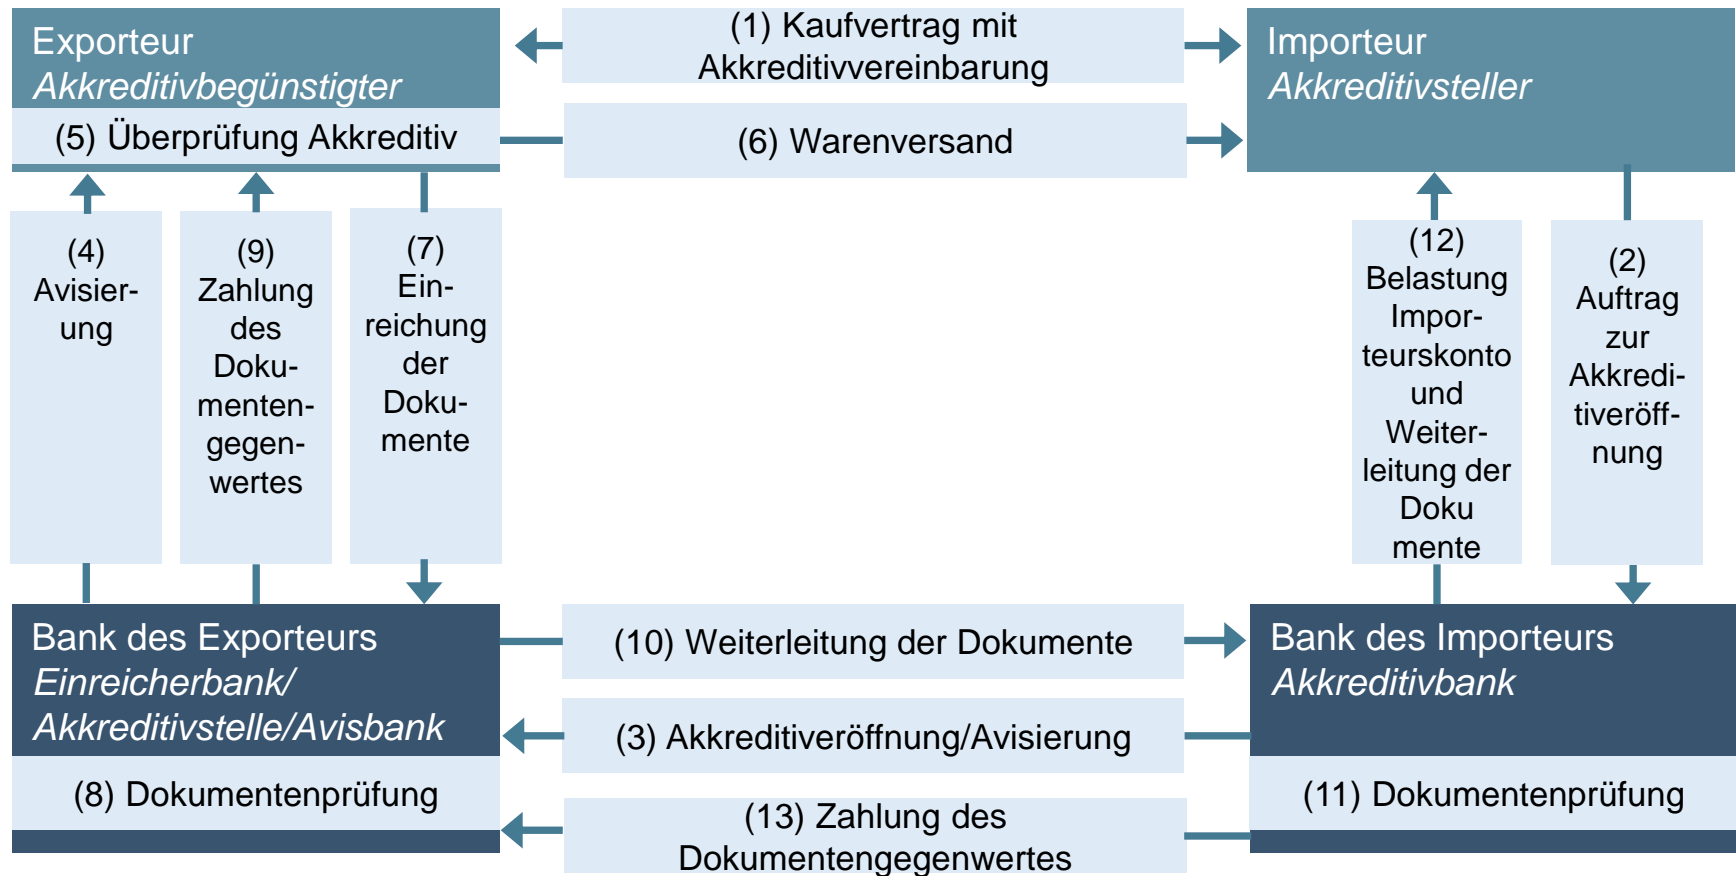 Exporteur
Akkreditivbegünstigter
(5) Überprüfung Akkreditiv
(1) Kaufvertrag mit
Akkreditivvereinbarung
(6) Warenversand
Importeur
Akkreditivsteller
(4)
Avisier-
ung
(9)
Zahlung
des
Doku-
menten-
gegen-
wertes
(7)
Ein-
reichung
der
Doku-
mente
(12)
Belastung
Impor-
teurskonto
und
Weiter-
leitung der
Doku
mente
(2)
Auftrag
zur
Akkredi-
tiveröff-
nung
Bank des Exporteurs
Einreicherbank/
Akkreditivstelle/Avisbank
(8) Dokumentenprüfung
(10) Weiterleitung der Dokumente
(3) Akkreditiveröffnung/Avisierung
(13) Zahlung des
Dokumentengegenwertes
Bank des Importeurs
Akkreditivbank
(11) Dokumentenprüfung